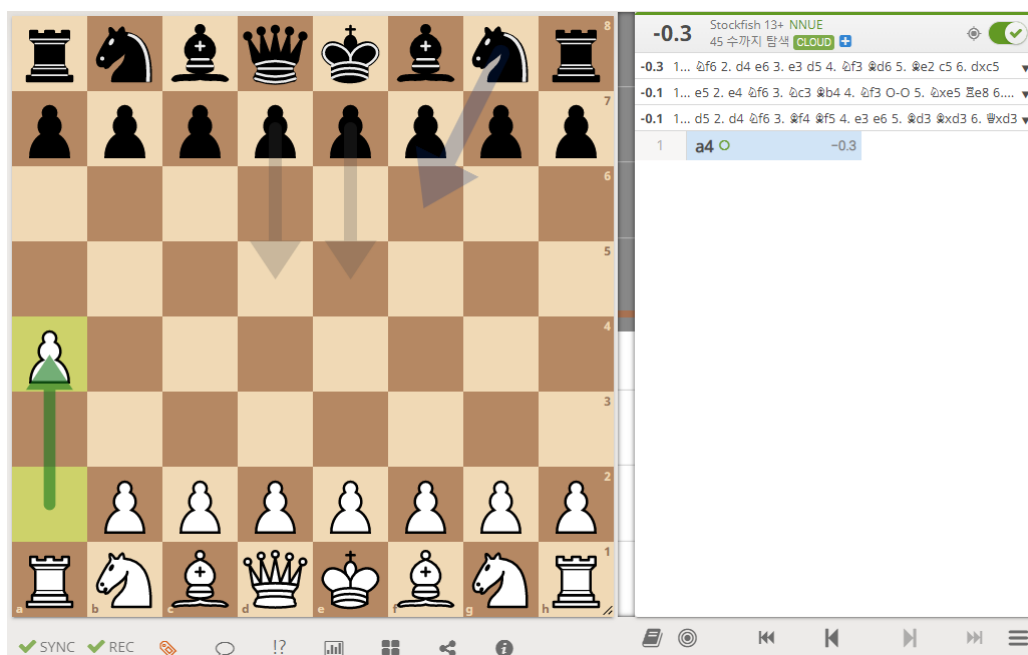 -0.3 Stockfish 13+ NNUE
45 수까지 탐색 CLOUD
-0.3 1... ♘f6 2. d4 e6 3. e3 d5 4. ♘f3 ♗d6 5. ♗e2 c5 6. dxc5
-0.1 1... e5 2. e4 ♘f6 3. ♘c3 ♗b4 4. ♘f3 O-O 5. ♘xe5 ♖e8 6....
-0.1 1... d5 2. d4 ♘f6 3. ♗f4 ♗f5 4. e3 e6 5. ♗d3 ♗xd3 6. ♕xd3
1 a4 -0.3
8
7
6
5
4
3
2
1
a b c d e f g h
SYNC REC !?